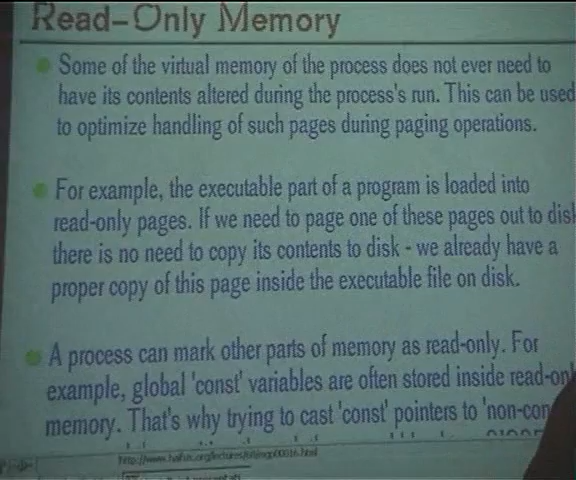 Read-Only Memory
Some of the virtual memory of the process does not ever need to
have its contents altered during the process's run. This can be used
to optimize handling of such pages during paging operations.
For example, the executable part of a program is loaded into
read-only pages. If we need to page one of these pages out to disk
there is no need to copy its contents to disk - we already have a
proper copy of this page inside the executable file on disk.
A process can mark other parts of memory as read-only. For
example, global 'const' variables are often stored inside read-only
memory. That's why trying to cast 'const' pointers to 'non-con